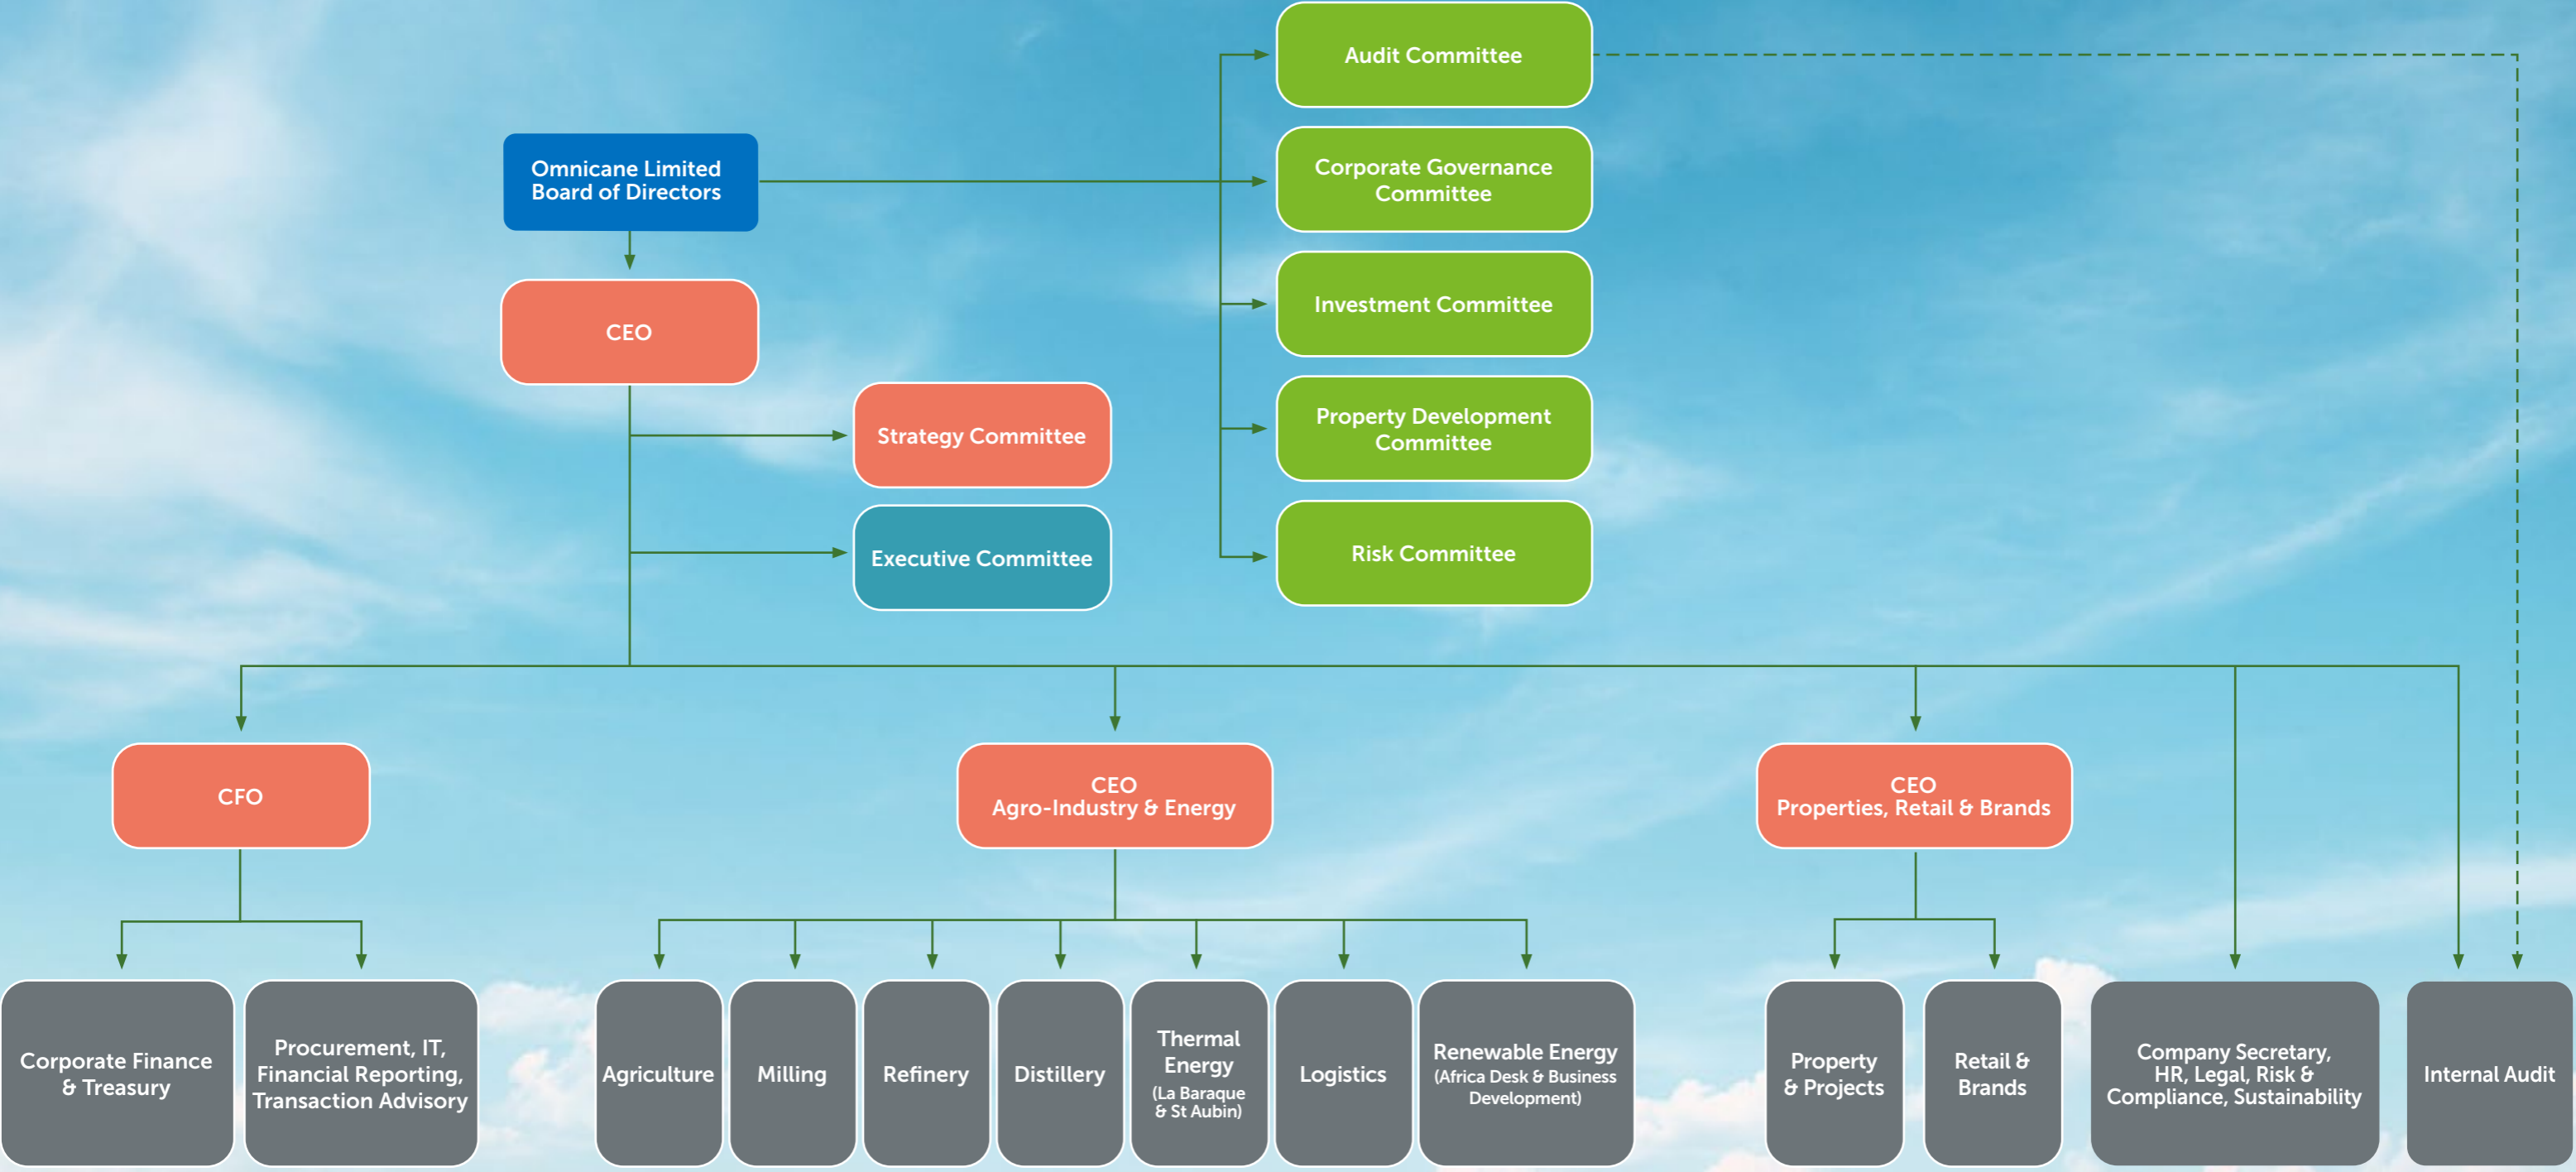 Audit Committee
Omnicane Limited
Board of Directors
Corporate Governance
Committee
CEO
Investment Committee
Strategy Committee
Property Development
Committee
Executive Committee
Risk Committee
CFO
CEO
Agro-Industry & Energy
CEO
Properties, Retail & Brands
Corporate Finance
& Treasury
Procurement, IT,
Financial Reporting,
Transaction Advisory
Agriculture
Milling
Refinery
Distillery
Thermal
Energy
(La Baraque
& St Aubin)
Logistics
Renewable Energy
(Africa Desk & Business
Development)
Property
& Projects
Retail &
Brands
Company Secretary,
HR, Legal, Risk &
Compliance, Sustainability
Internal Audit